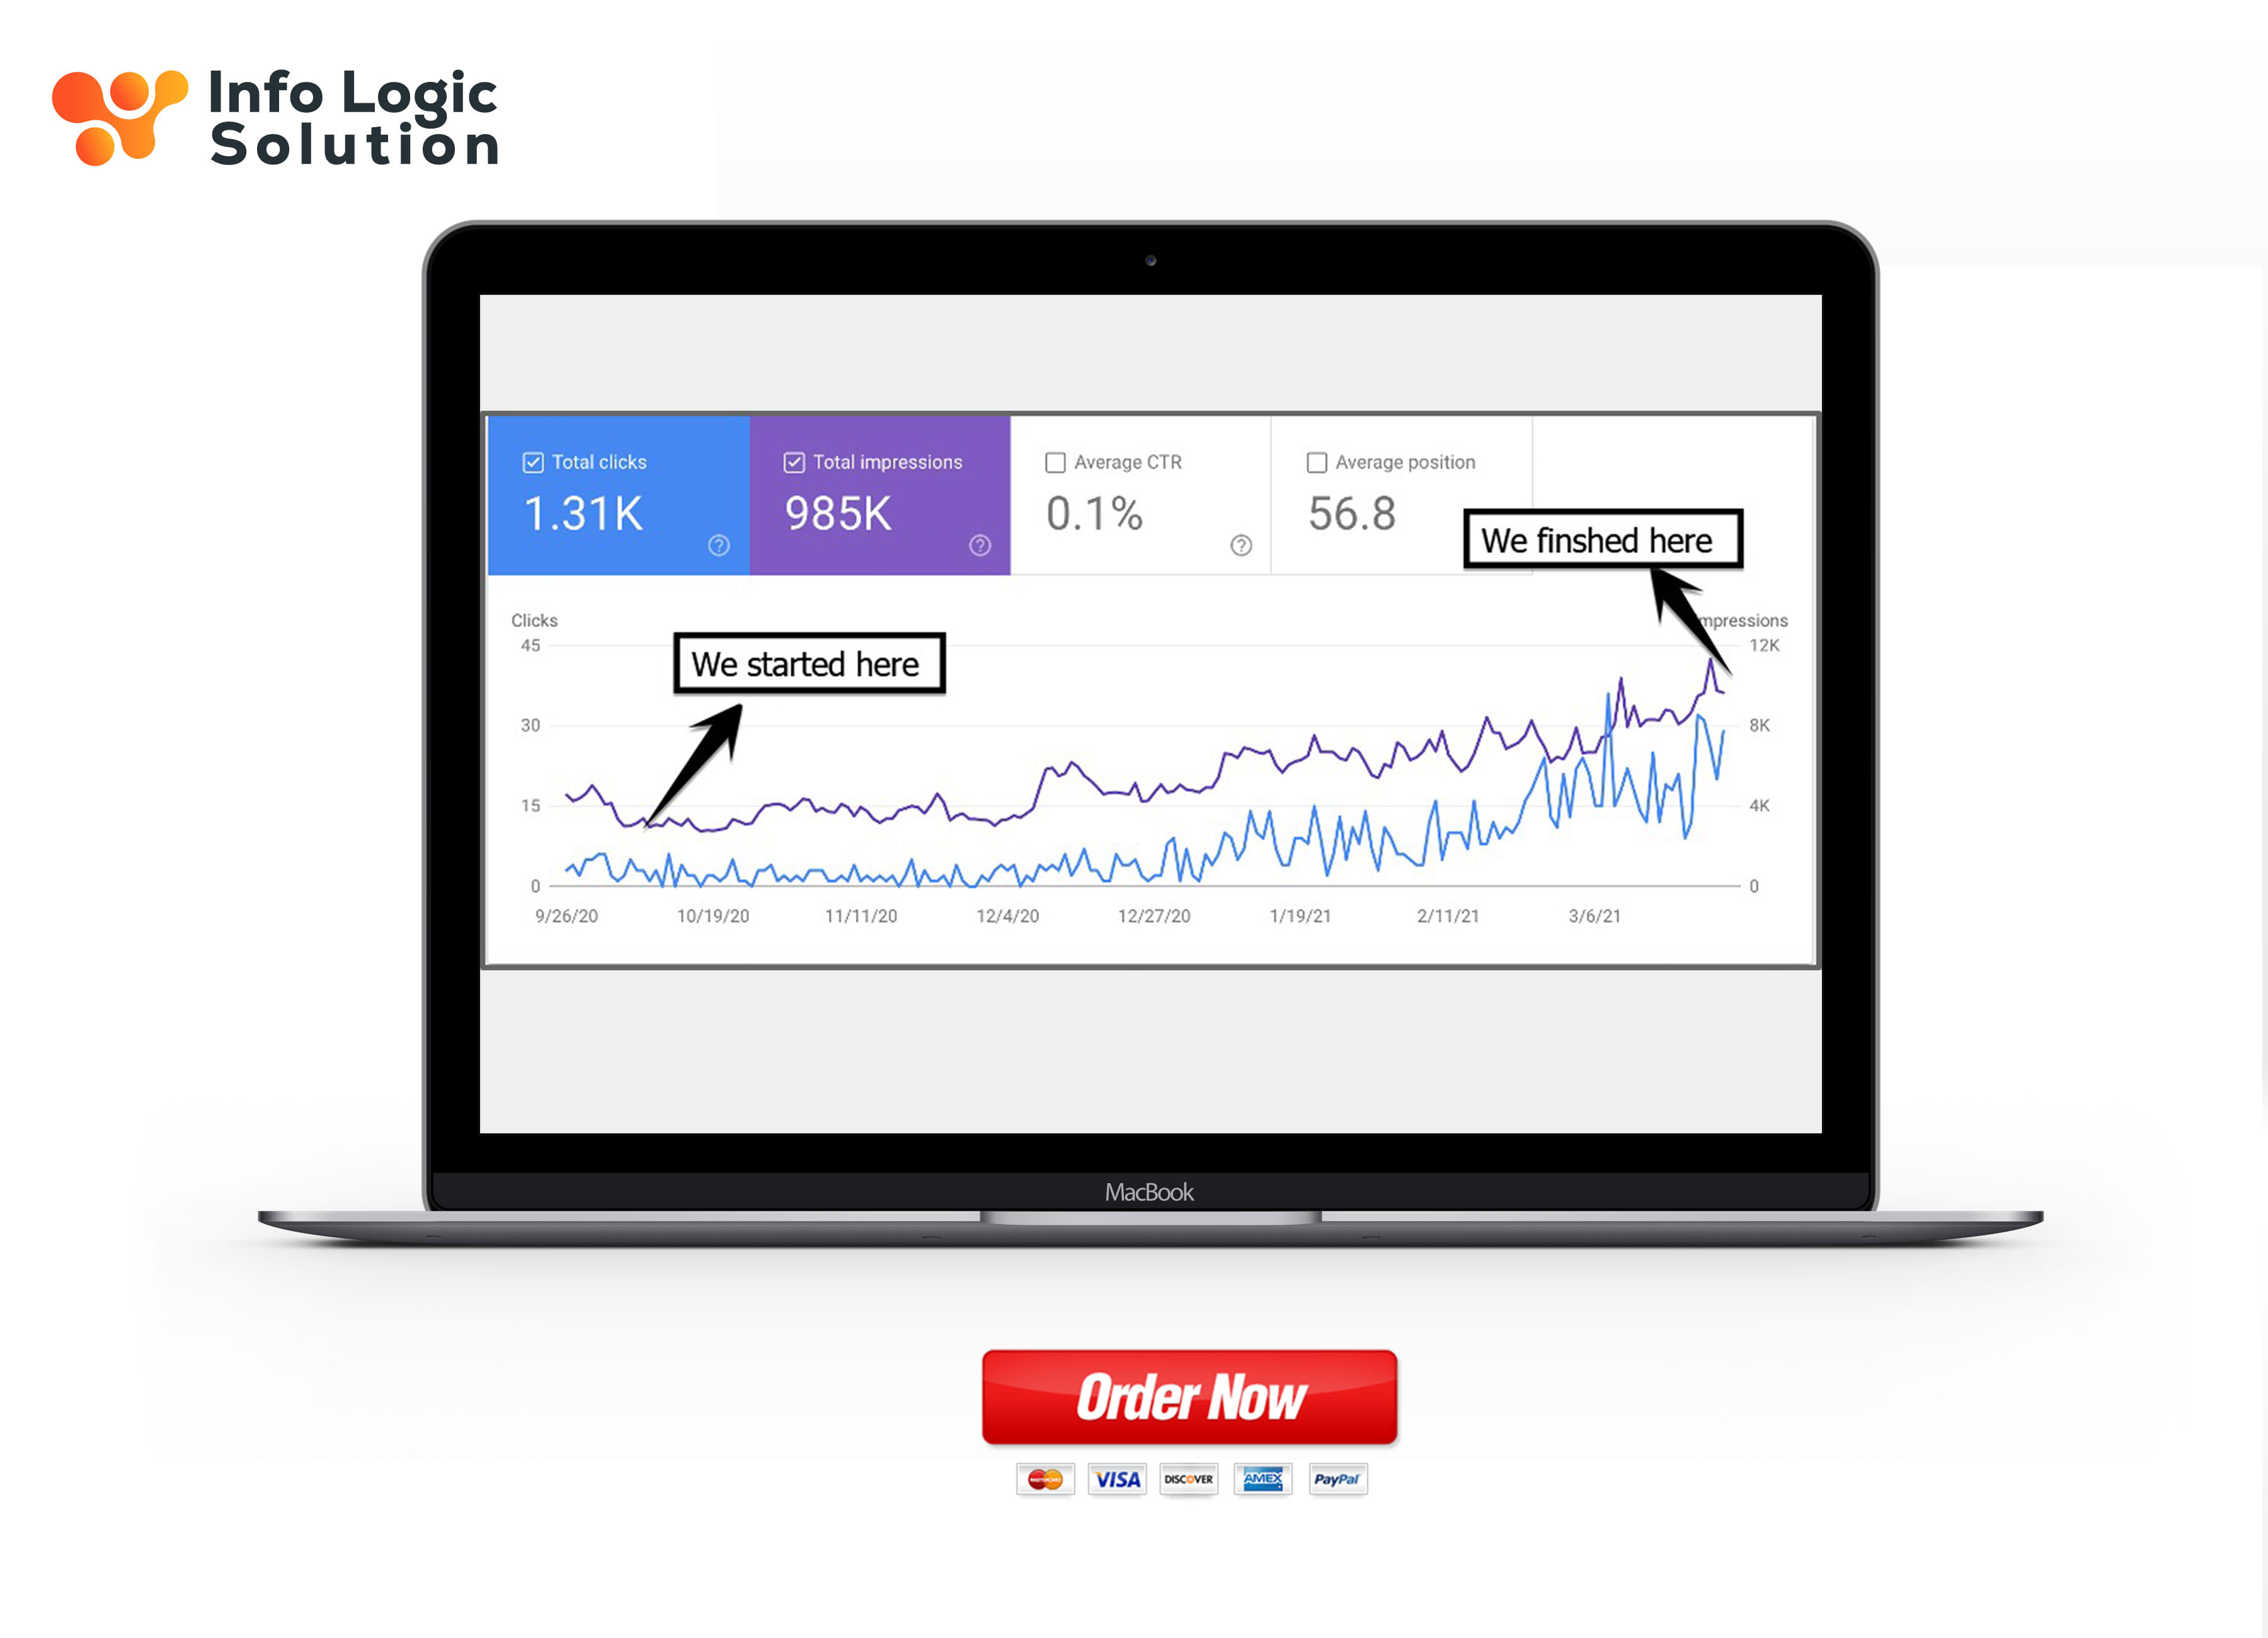 Info Logic
Solution
Total clicks
1.31K
Total impressions
985K
Average CTR
0.1%
Average position
56.8
We finshed here
Clicks
mpressions
45
12K
We started here
30
8K
15
4K
0
0
9/26/20
10/19/20
11/11/20
12/4/20
12/27/20
1/19/21
2/11/21
3/6/21
MacBook
Order Now
MasterCard
VISA
DISCOVER
AMEX
PayPal